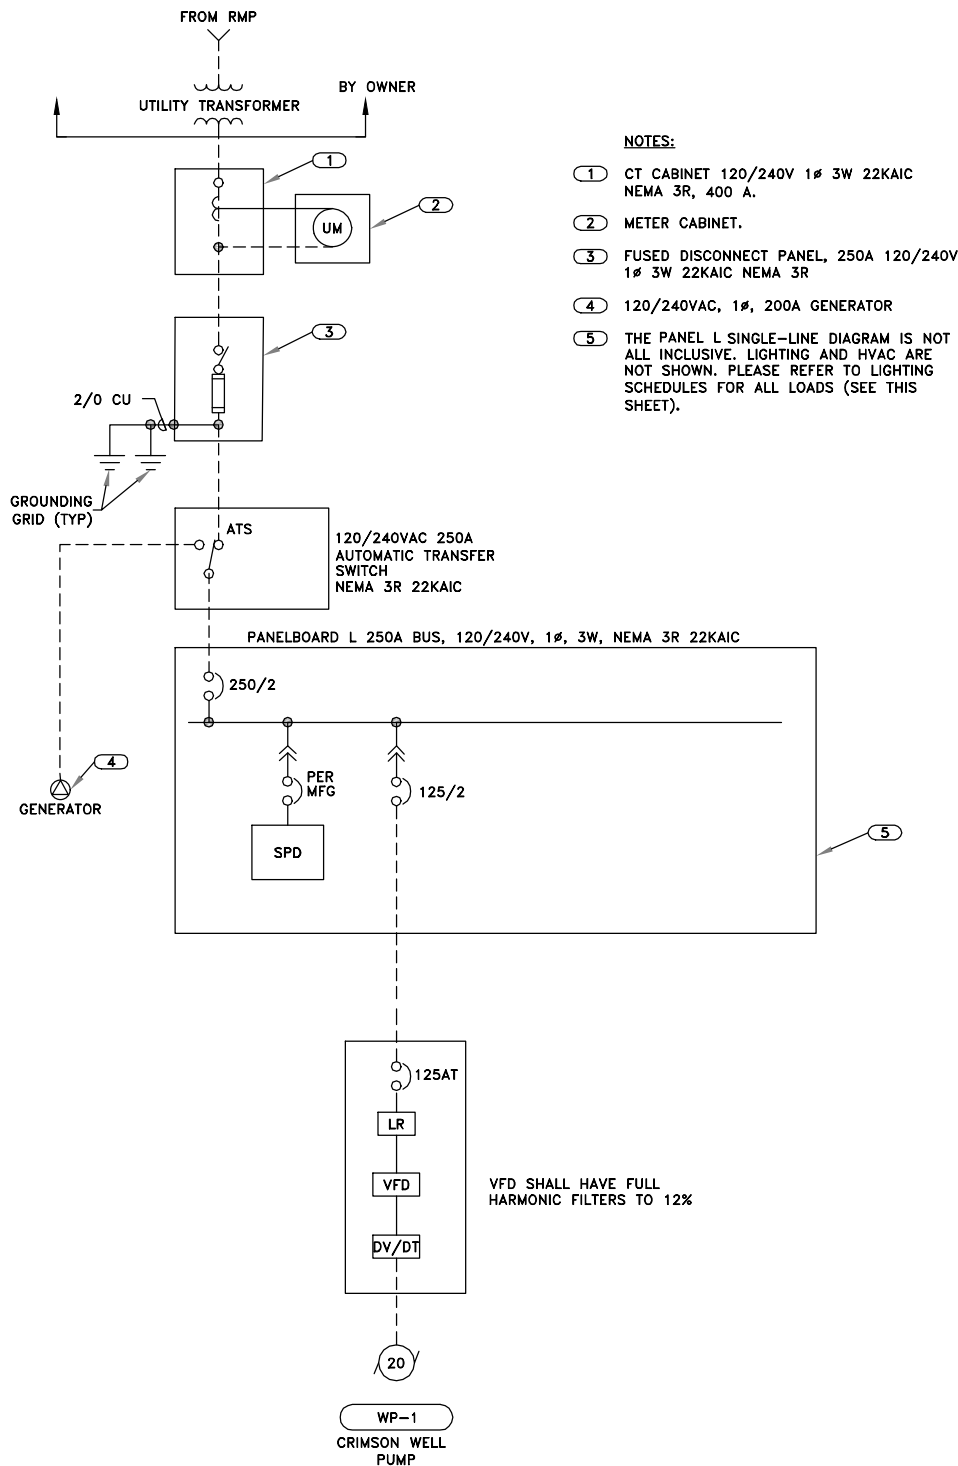 FROM RMP
BY OWNER
UTILITY TRANSFORMER
1
2
UM
3
2/0 CU
GROUNDING
GRID (TYP)
ATS
120/240VAC 250A
AUTOMATIC TRANSFER
SWITCH
NEMA 3R 22KAIC
PANELBOARD L 250A BUS, 120/240V, 1ø, 3W, NEMA 3R 22KAIC
250/2
4
GENERATOR
PER
MFG
125/2
SPD
5
125AT
LR
VFD
DV/DT
VFD SHALL HAVE FULL
HARMONIC FILTERS TO 12%
20
WP-1
CRIMSON WELL
PUMP
NOTES:
1 CT CABINET 120/240V 1ø 3W 22KAIC
NEMA 3R, 400 A.
2 METER CABINET.
3 FUSED DISCONNECT PANEL, 250A 120/240V
1ø 3W 22KAIC NEMA 3R
4 120/240VAC, 1ø, 200A GENERATOR
5 THE PANEL L SINGLE-LINE DIAGRAM IS NOT
ALL INCLUSIVE. LIGHTING AND HVAC ARE
NOT SHOWN. PLEASE REFER TO LIGHTING
SCHEDULES FOR ALL LOADS (SEE THIS
SHEET).